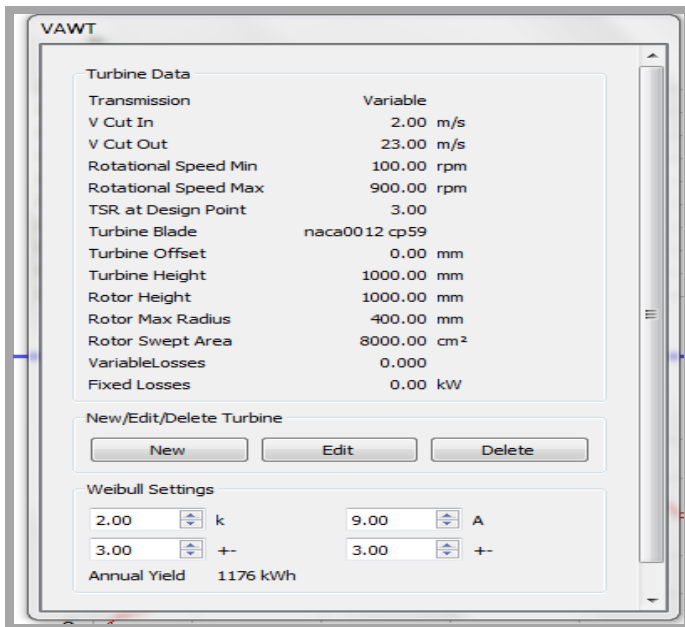 VAWT
Turbine Data
Transmission Variable
V Cut In 2.00 m/s
V Cut Out 23.00 m/s
Rotational Speed Min 100.00 rpm
Rotational Speed Max 900.00 rpm
TSR at Design Point 3.00
Turbine Blade naca0012 cp59
Turbine Offset 0.00 mm
Turbine Height 1000.00 mm
Rotor Height 1000.00 mm
Rotor Max Radius 400.00 mm
Rotor Swept Area 8000.00 cm²
VariableLosses 0.000
Fixed Losses 0.00 kW
New/Edit/Delete Turbine
New Edit Delete
Weibull Settings
2.00 k 9.00 A
3.00 +- 3.00 +-
Annual Yield 1176 kWh